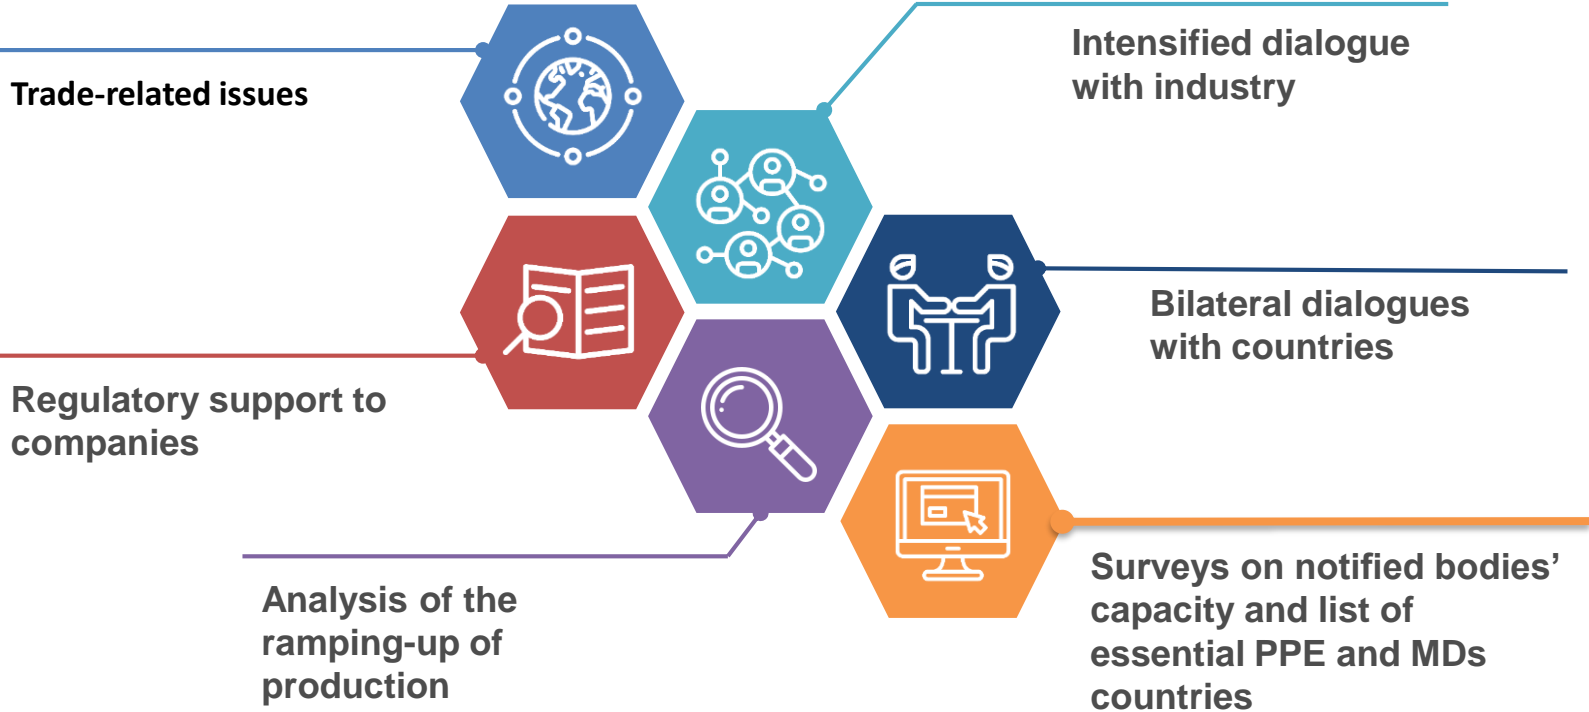 Trade-related issues
Intensified dialogue
with industry
Bilateral dialogues
with countries
Regulatory support to
companies
Analysis of the
ramping-up of
production
Surveys on notified bodies’
capacity and list of
essential PPE and MDs
countries